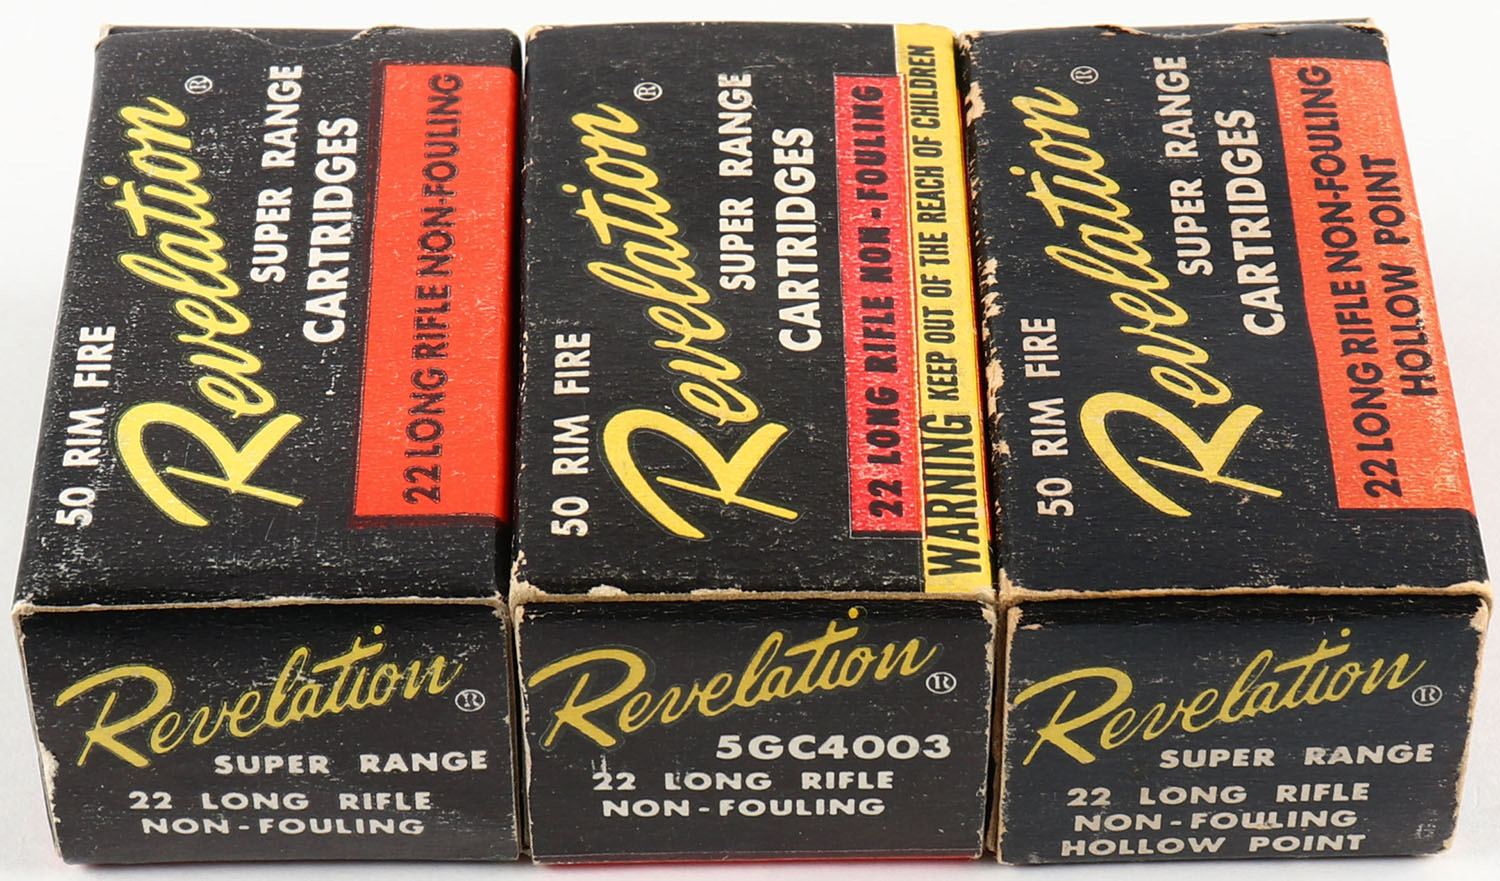 50 RIM FIRE
Revelation ®
SUPER RANGE
CARTRIDGES
22 LONG RIFLE NON-FOULING
Revelation ®
SUPER RANGE
22 LONG RIFLE
NON-FOULING
50 RIM FIRE
Revelation ®
SUPER RANGE
CARTRIDGES
22 LONG RIFLE NON-FOULING
WARNING KEEP OUT OF THE REACH OF CHILDREN
Revelation ®
5GC4003
22 LONG RIFLE
NON-FOULING
50 RIM FIRE
Revelation ®
SUPER RANGE
CARTRIDGES
22 LONG RIFLE NON-FOULING
HOLLOW POINT
Revelation ®
SUPER RANGE
22 LONG RIFLE
NON-FOULING
HOLLOW POINT